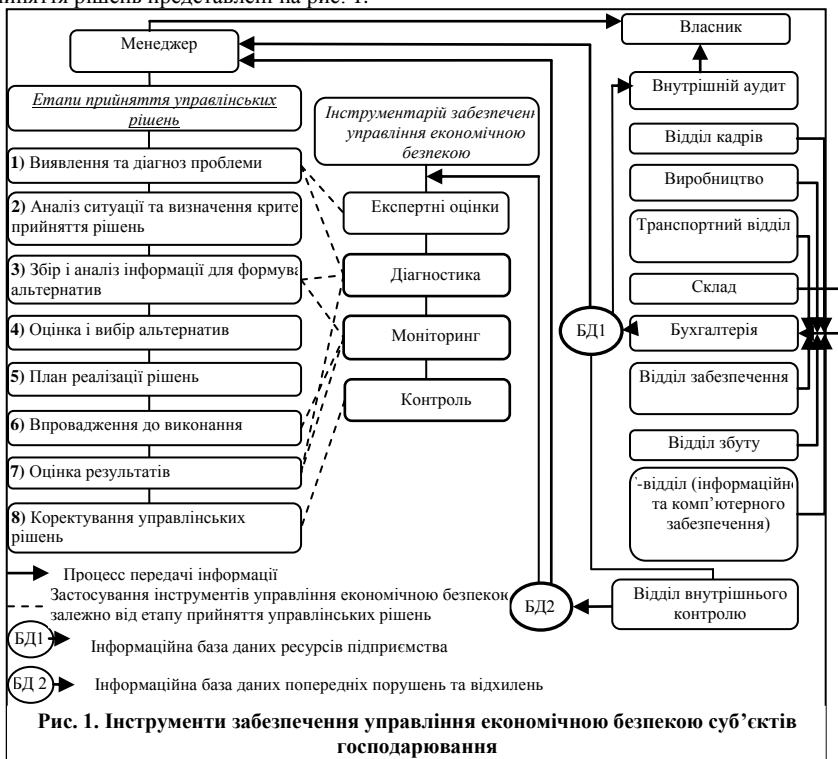 йняття рішень представлені на рис. 1.
Менеджер
Власник
Етапи прийняття управлінських
рішень
Інструментарій забезпечен
управління економічною
безпекою
Внутрішній аудит
Відділ кадрів
Виробництво
Транспортний відділ
Склад
Бухгалтерія
Відділ забезпечення
Відділ збуту
-відділ (інформаційн
та комп’ютерного
забезпечення)
Відділ внутрішнього
контролю
1) Виявлення та діагноз проблеми
2) Аналіз ситуації та визначення крите
прийняття рішень
3) Збір і аналіз інформації для формува
альтернатив
4) Оцінка і вибір альтернатив
5) План реалізації рішень
6) Впровадження до виконання
7) Оцінка результатів
8) Коректування управлінських
рішень
Експертні оцінки
Діагностика
Моніторинг
Контроль
БД1
БД2
Процесс передачі інформації
Застосування інструментів управління економічною безпекою
залежно від етапу прийняття управлінських рішень
БД1 Інформаційна база даних ресурсів підприємства
БД 2 Інформаційна база даних попередніх порушень та відхилень
Рис. 1. Інструменти забезпечення управління економічною безпекою суб’єктів
господарювання